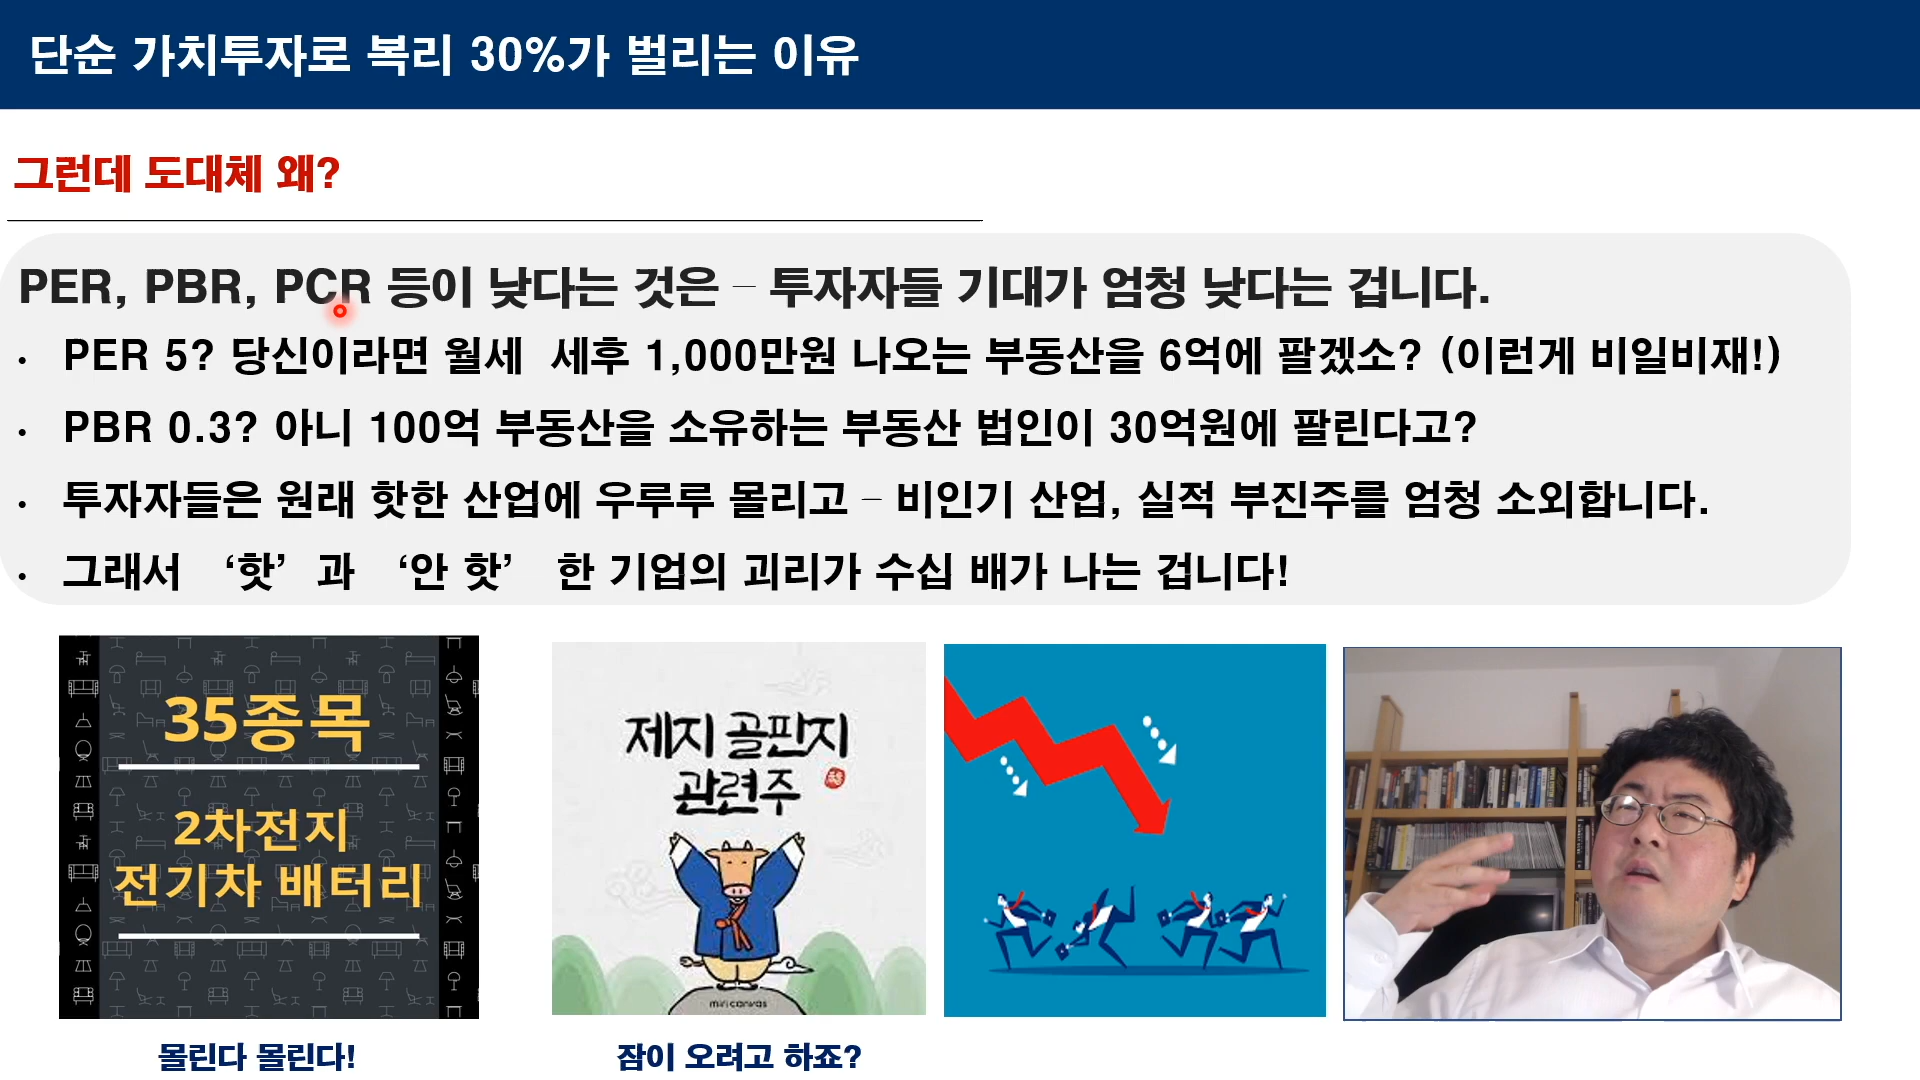 단순 가치투자로 복리 30%가 벌리는 이유
그런데 도대체 왜?
PER, PBR, PCR 등이 낮다는 것은 – 투자자들 기대가 엄청 낮다는 겁니다.
• PER 5? 당신이라면 월세 세후 1,000만원 나오는 부동산을 6억에 팔겠소? (이런게 비일비재!)
• PBR 0.3? 아니 100억 부동산을 소유하는 부동산 법인이 30억원에 팔린다고?
• 투자자들은 원래 핫한 산업에 우루루 몰리고 – 비인기 산업, 실적 부진주를 엄청 소외합니다.
• 그래서 ‘핫’ 과 ‘안 핫’ 한 기업의 괴리가 수십 배가 나는 겁니다!
35종목
2차전지
전기차 배터리
제지 골판지
관련주
miri canvas
몰린다 몰린다!
잠이 오려고 하죠?